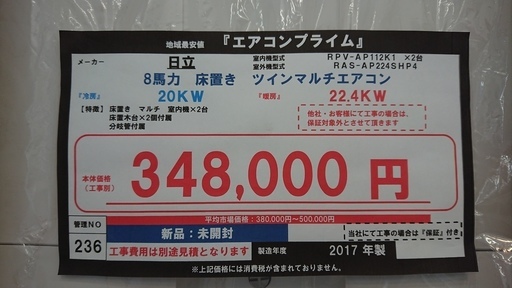 地域最安値 『エアコンプライム』
メーカー 日立 室内機型式 RPV-AP112K1 ×2台
室外機型式 RAS-AP224SHP4
8馬力 床置き ツインマルチエアコン
『冷房』 20KW 『暖房』 22.4KW
【特徴】床置き マルチ 室内機×2台
床置木台×2個付属
分岐管付属
他社・お客様にて工事の場合は、
保証対象外とさせて頂きます
本体価格
(工事別)
348,000 円
平均市場価格:380,000円～500,000円
管理NO
236
新品:未開封
当社にて工事の場合は『保証』付き
工事費用は別途見積となります
製造年度 2017 年製
※上記価格には消費税が含まれておりません。